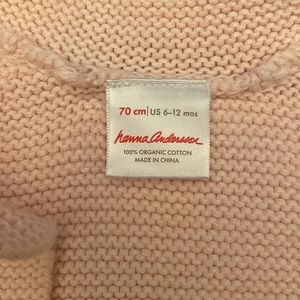 70 cm | US 6–12 mos
hanna Andersson
100% ORGANIC COTTON
MADE IN CHINA